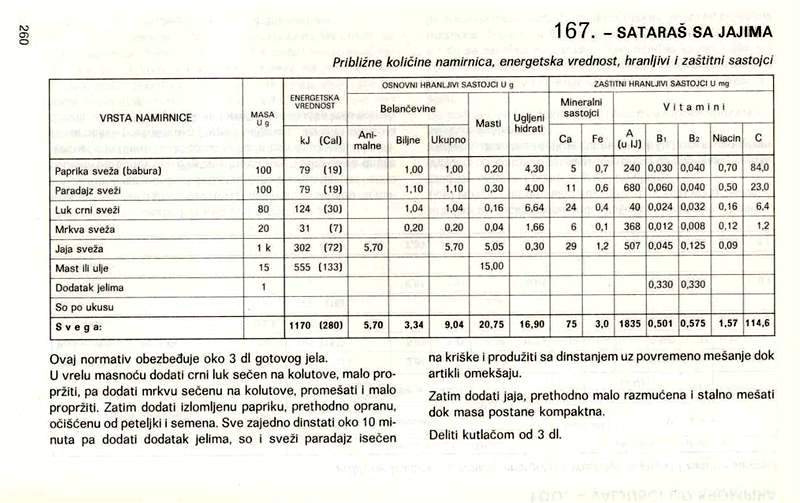 260
167. – SATARAŠ SA JAJIMA
Približne količine namirnica, energetska vrednost, hranljivi i zaštitni sastojci
VRSTA NAMIRNICE MASA U g ENERGETSKA VREDNOST OSNOVNI HRANLJIVI SASTOJCI U g ZAŠTITNI HRANLJIVI SASTOJCI U mg
Belančevine Masti Ugljeni hidrati Mineralni sastojci Vitamini
kJ (Cal) Ani-malne Biljne Ukupno Ca Fe A (u IJ) B1 B2 Niacin C
Paprika sveža (babura) 100 79 (19) 1,00 1,00 0,20 4,30 5 0,7 240 0,030 0,040 0,70 84,0
Paradajz sveži 100 79 (19) 1,10 1,10 0,30 4,00 11 0,6 680 0,060 0,040 0,50 23,0
Luk crni sveži 80 124 (30) 1,04 1,04 0,16 6,64 24 0,4 40 0,024 0,032 0,16 6,4
Mrkva sveža 20 31 (7) 0,20 0,20 0,04 1,66 6 0,1 368 0,012 0,008 0,12 1,2
Jaja sveža 1 k 302 (72) 5,70 5,70 5,05 0,30 29 1,2 507 0,045 0,125 0,09
Mast ili ulje 15 555 (133) 15,00
Dodatak jelima 1 0,330 0,330
So po ukusu
Svega: 1170 (280) 5,70 3,34 9,04 20,75 16,90 75 3,0 1835 0,501 0,575 1,57 114,6
Ovaj normativ obezbeđuje oko 3 dl gotovog jela.
U vrelu masnoću dodati crni luk sečen na kolutove, malo pro-
pržiti, pa dodati mrkvu sečenu na kolutove, promešati i malo
propržiti. Zatim dodati izlomljenu papriku, prethodno opranu,
očišćenu od peteljki i semena. Sve zajedno dinstati oko 10 mi-
nuta pa dodati dodatak jelima, so i sveži paradajz isečen
na kriške i produžiti sa dinstanjem uz povremeno mešanje dok
artikli omekšaju.
Zatim dodati jaja, prethodno malo razmućena i stalno mešati
dok masa postane kompaktna.
Deliti kutlačom od 3 dl.